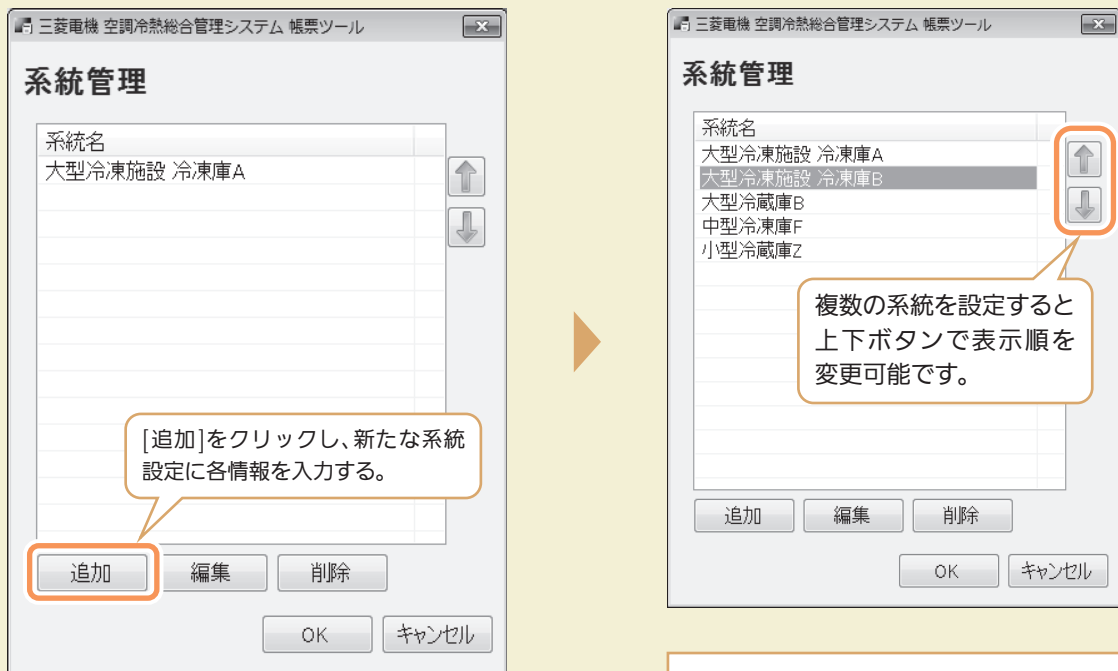 三菱電機 空調冷熱総合管理システム 帳票ツール
系統管理
系統名
大型冷凍施設 冷凍庫A
[追加]をクリックし、新たな系統
設定に各情報を入力する。
追加 編集 削除
OK キャンセル
三菱電機 空調冷熱総合管理システム 帳票ツール
系統管理
系統名
大型冷凍施設 冷凍庫A
大型冷凍施設 冷凍庫B
大型冷蔵庫B
中型冷凍庫F
小型冷蔵庫Z
複数の系統を設定すると
上下ボタンで表示順を
変更可能です。
追加 編集 削除
OK キャンセル